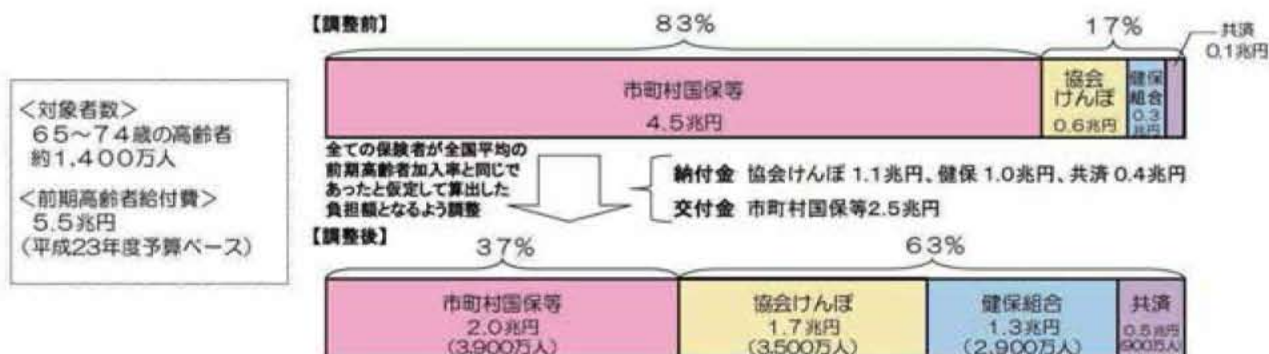 【調整前】
83%
17%
共済
0.1兆円
市町村国保等
4.5兆円
協会
けんぽ
0.6兆円
健保
組合
0.3
兆円
<対象者数>
65~74歳の高齢者
約1,400万人
<前期高齢者給付費>
5.5兆円
(平成23年度予算ベース)
全ての保険者が全国平均の
前期高齢者加入率と同じで
あったと仮定して算出した
負担額となるよう調整
納付金 協会けんぽ 1.1兆円、健保 1.0兆円、共済 0.4兆円
交付金 市町村国保等2.5兆円
【調整後】
37%
63%
市町村国保等
2.0兆円
(3,900万人)
協会けんぽ
1.7兆円
(3,500万人)
健保組合
1.3兆円
(2,900万人)
共済
0.5兆円
(900万人)